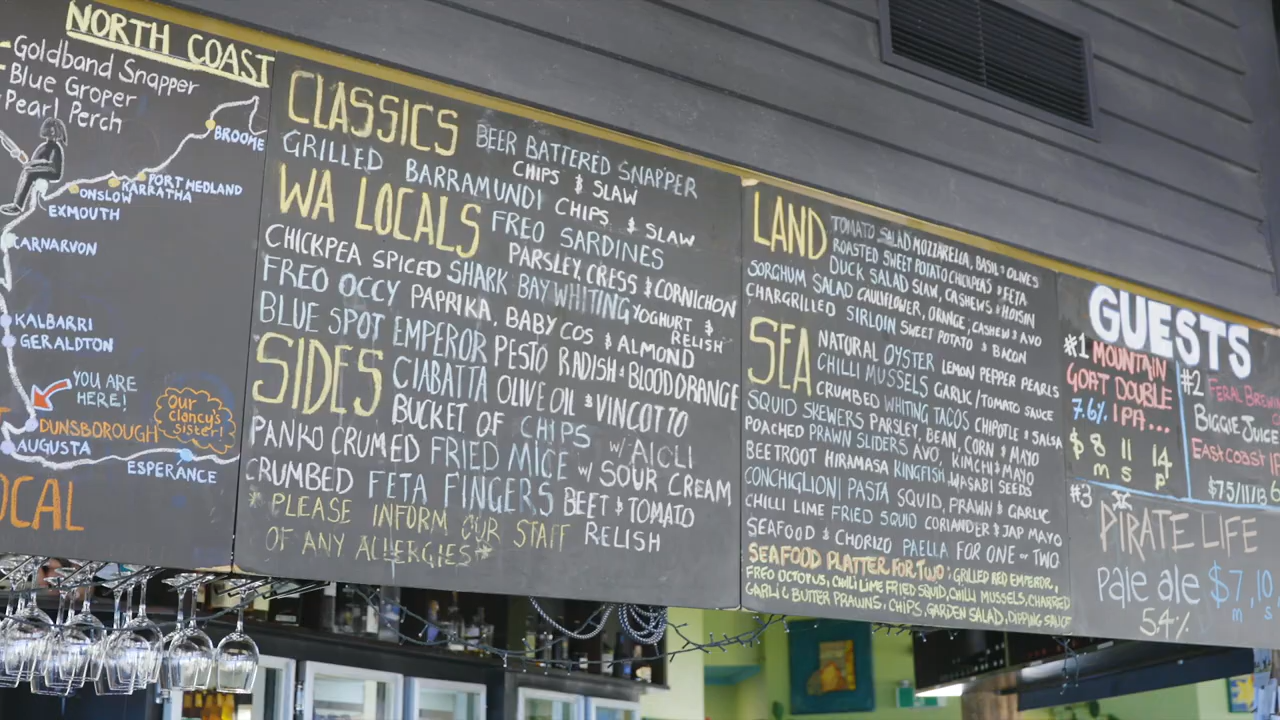 NORTH COAST
Goldband Snapper
Blue Groper
Pearl Perch
BROOME
PORT HEDLAND
KARRATHA
ONSLOW
EXMOUTH
CARNARVON
KALBARRI
GERALDTON
YOU ARE
HERE!
our
clancy's
sister!
DUNSBOROUGH
AUGUSTA
ESPERANCE
OCAL
CLASSICS BEER BATTERED SNAPPER
CHIPS & SLAW
GRILLED BARRAMUNDI CHIPS & SLAW
WA LOCALS FREO SARDINES
PARSLEY, CRESS & CORNICHON
CHICKPEA SPICED SHARK BAY WHITING YOGHURT &
RELISH
FREO OCCY PAPRIKA, BABY COS & ALMOND
BLUE SPOT EMPEROR PESTO RADISH & BLOOD ORANGE
SIDES CIABATTA OLIVE OIL & VINCOTTO
BUCKET OF CHIPS W/ AIOLI
PANKO CRUMED FRIED MICE W/ SOUR CREAM
CRUMBED FETA FINGERS BEET & TOMATO
RELISH
* PLEASE INFORM OUR STAFF
OF ANY ALLERGIES *
LAND TOMATO SALAD MOZZARELLA, BASIL & OLIVES
ROASTED SWEET POTATO CHICKPEAS & FETA
DUCK SALAD SLAW, CASHEWS & HOISIN
SORGHUM SALAD CAULIFLOWER, ORANGE, CASHEW & AVO
CHARGRILLED SIRLOIN SWEET POTATO & BACON
SEA NATURAL OYSTER LEMON PEPPER PEARLS
CHILLI MUSSELS GARLIC/TOMATO SAUCE
CRUMBED WHITING TACOS CHIPOTLE & SALSA
SQUID SKEWERS PARSLEY, BEAN, CORN & MAYO
POACHED PRAWN SLIDERS AVO, KIMCHI & MAYO
BEETROOT HIRAMASA KINGFISH WASABI SEEDS
CONCHIGLIONI PASTA SQUID, PRAWN & GARLIC
CHILLI LIME FRIED SQUID CORIANDER & JAP MAYO
SEAFOOD & CHORIZO PAELLA FOR ONE OR TWO
SEAFOOD PLATTER FOR TWO: GRILLED RED EMPEROR,
FREO OCTOPUS, CHILLI LIME FRIED SQUID, CHILLI MUSSELS, CHARRED
GARLIC BUTTER PRAWNS, CHIPS, GARDEN SALAD, DIPPING SAUCE
GUESTS
#1 MOUNTAIN
GOAT DOUBLE
7.6% IPA...
$8 11 14
m s p
#2 FERAL
BIGGIE JUICE
East coast
$7.5/11/13
#3
PIRATE LIFE
Pale ale $7,10
m s
5.4%